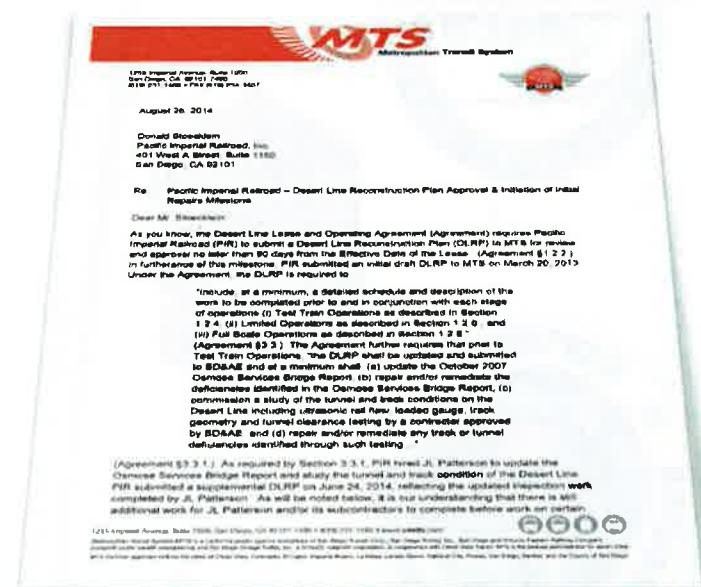 MTS
Metropolitan Transit System
1255 Imperial Avenue, Suite 1000
San Diego, CA 92101-7490
MTS
August 26, 2014
Donald Stoecklein
Pacific Imperial Railroad, Inc.
401 West A Street, Suite 1150
San Diego, CA 92101
Re: Pacific Imperial Railroad – Desert Line Reconstruction Plan Approval & Initiation of Initial
Repairs Milestone
Dear Mr. Stoecklein
As you know, the Desert Line Lease and Operating Agreement (Agreement) requires Pacific
Imperial Railroad (PIR) to submit a Desert Line Reconstruction Plan (DLRP) to MTS for review
and approval no later than 90 days from the Effective Date of the Lease. (Agreement §1.2.2.)
In furtherance of this milestone, PIR submitted an initial draft DLRP to MTS on March 20, 2013
Under the Agreement, the DLRP is required to
"include, at a minimum, a detailed schedule and description of the
work to be completed prior to and in conjunction with each stage
of operations (i) Test Train Operations as described in Section
1.2.4, (ii) Limited Operations as described in Section 1.2.6, and
(iii) Full Scale Operations as described in Section 1.2.8."
(Agreement §3.3.) The Agreement further requires that prior to
Test Train Operations, "the DLRP shall be updated and submitted
to SD&AE and at a minimum shall: (a) update the October 2007
Osmose Services Bridge Report, (b) repair and/or remediate the
deficiencies identified in the Osmose Services Bridge Report, (c)
commission a study of the tunnel and track conditions on the
Desert Line including ultrasonic rail flaw, loaded gauge, track
geometry and tunnel clearance testing by a contractor approved
by SD&AE, and (d) repair and/or remediate any track or tunnel
deficiencies identified through such testing. "
(Agreement §3.3.1.) As required by Section 3.3.1, PIR hired JL Patterson to update the
Osmose Services Bridge Report and study the tunnel and track condition of the Desert Line
PIR submitted a supplemental DLRP on June 24, 2014, reflecting the updated inspection work
completed by JL Patterson. As will be noted below, it is our understanding that there is still
additional work for JL Patterson and/or its subcontractors to complete before work on certain